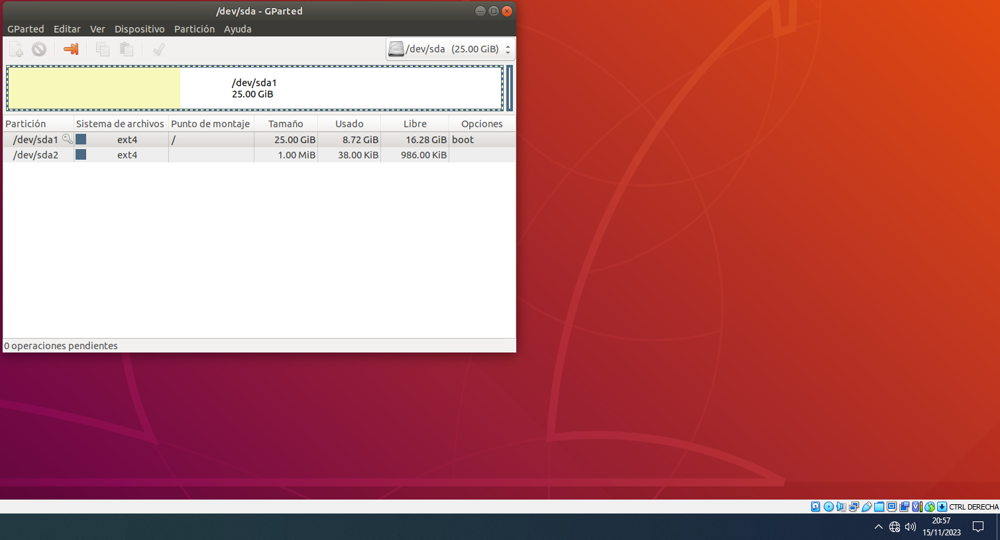 /dev/sda - GParted
GParted Editar Ver Dispositivo Partición Ayuda
/dev/sda (25.00 GiB)
/dev/sda1
25.00 GiB
Partición Sistema de archivos Punto de montaje Tamaño Usado Libre Opciones
/dev/sda1 ext4 / 25.00 GiB 8.72 GiB 16.28 GiB boot
/dev/sda2 ext4 1.00 MiB 38.00 KiB 986.00 KiB
0 operaciones pendientes
CTRL DERECHA
20:57
15/11/2023